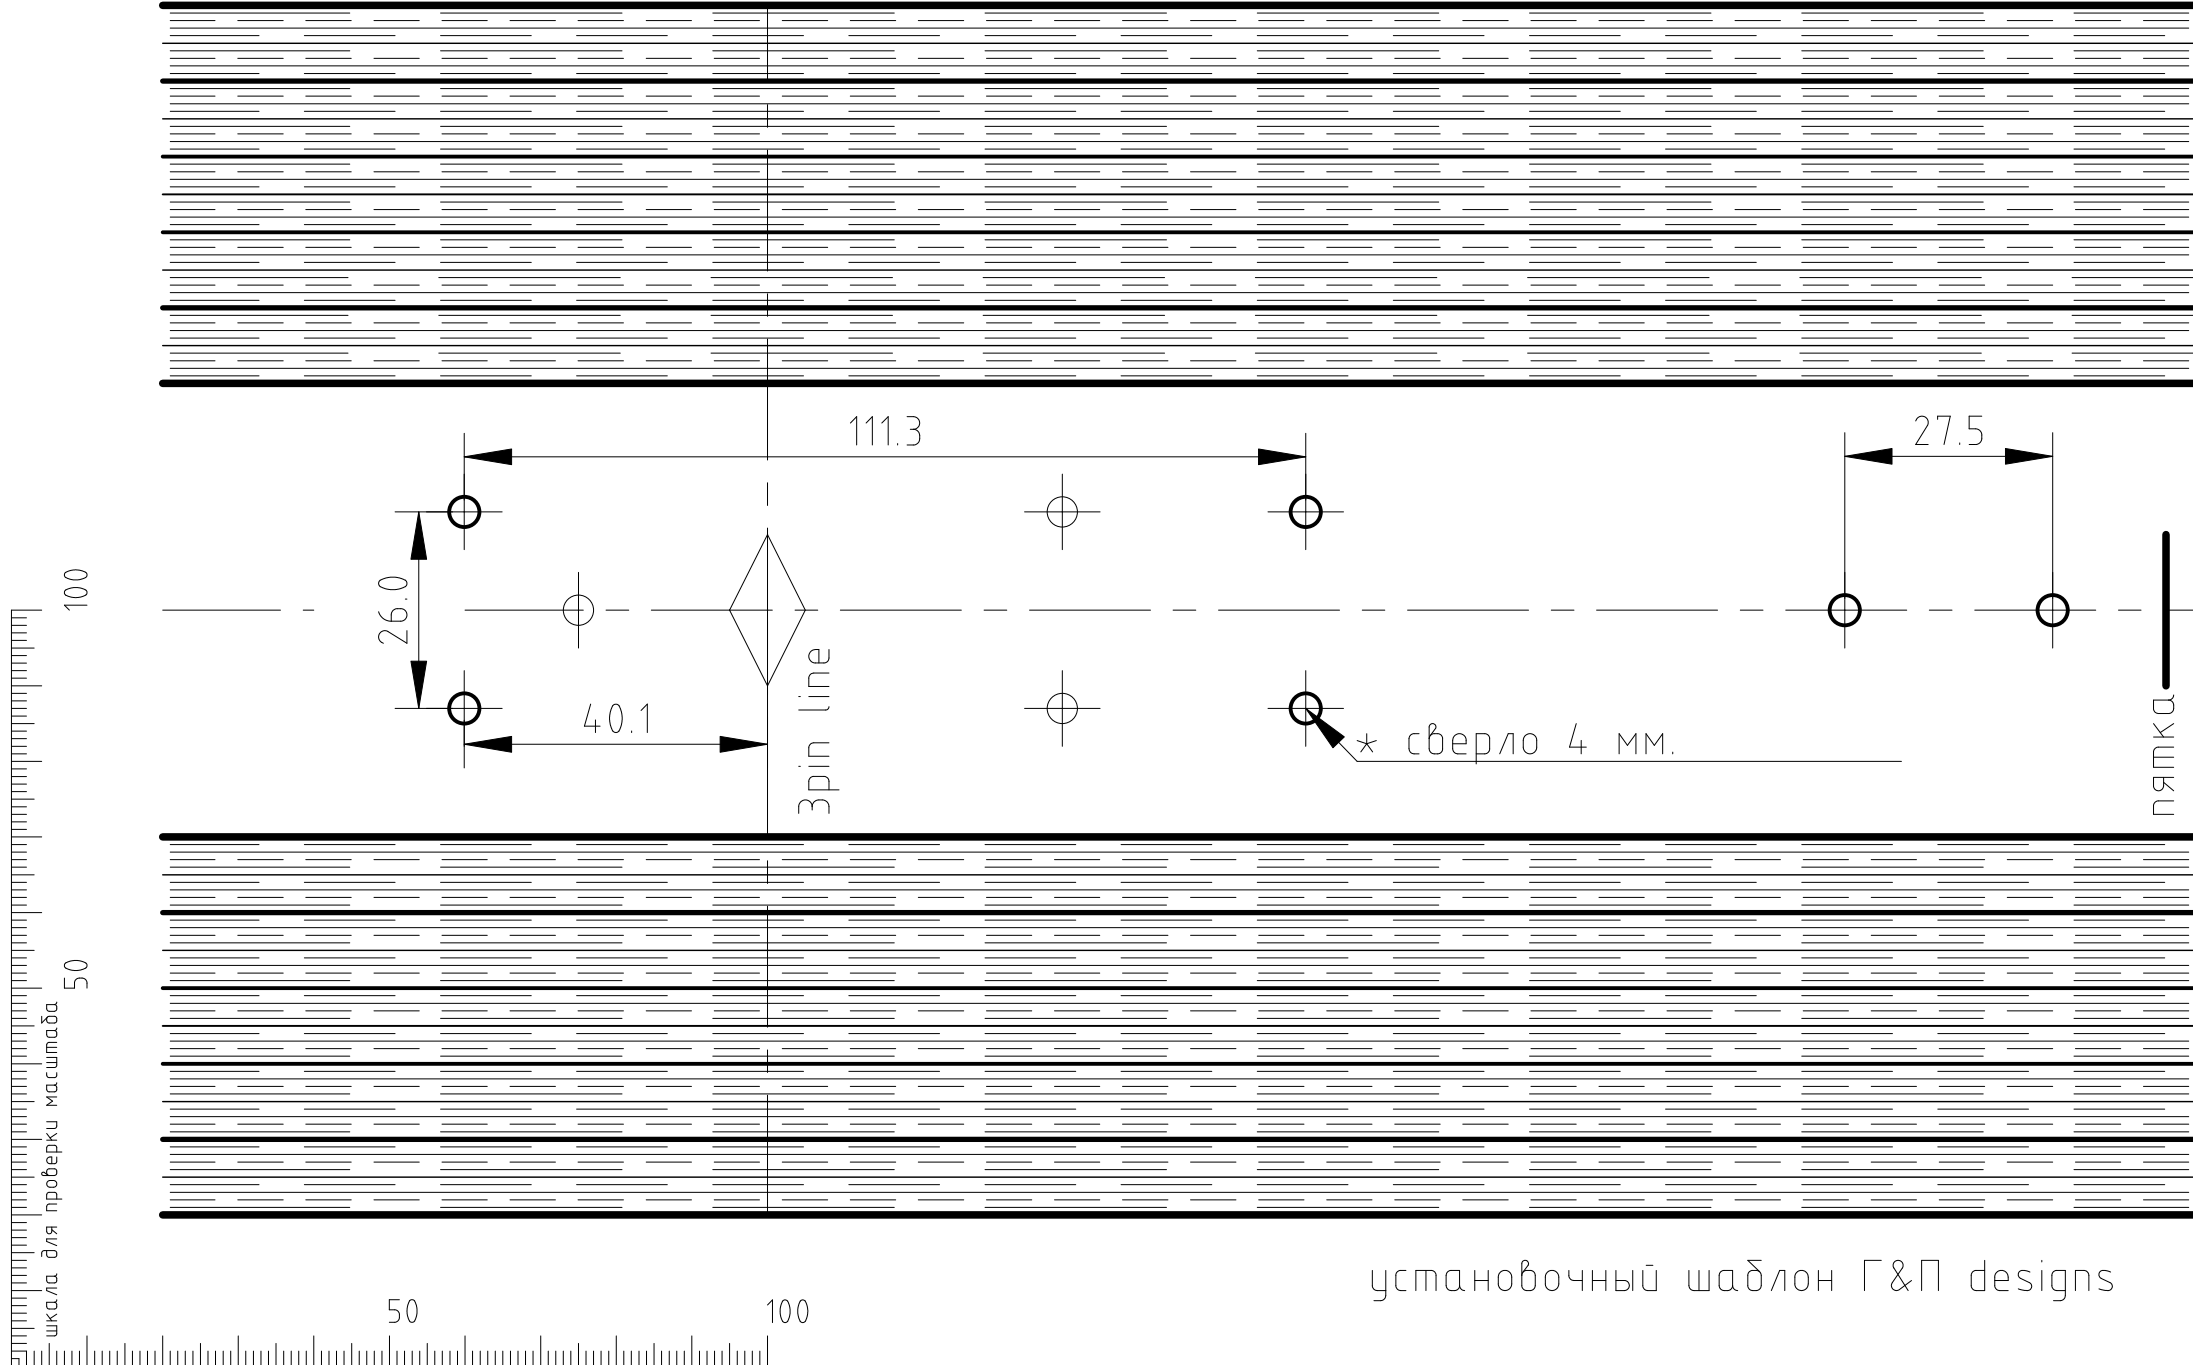 111.3
27.5
100
26.0
40.1
3pin line
* сверло 4 мм.
пятка
50
шкала для проверки масштаба
установочный шаблон Г&П designs
50
100